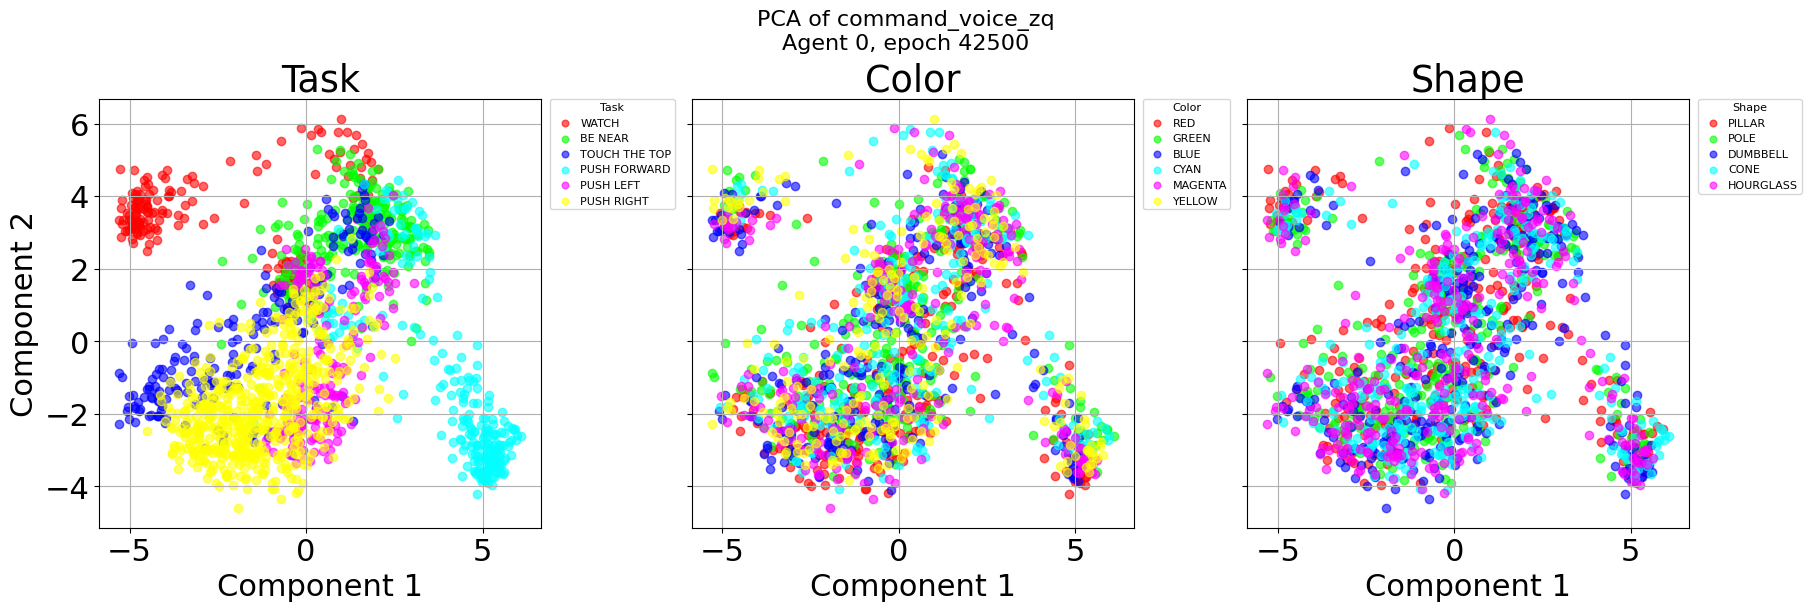 PCA of command_voice_zq
Agent 0, epoch 42500
Task
Component 2
6
4
2
0
−2
−4
−5 0 5
Component 1
Task
WATCH
BE NEAR
TOUCH THE TOP
PUSH FORWARD
PUSH LEFT
PUSH RIGHT
Color
−5 0 5
Component 1
Color
RED
GREEN
BLUE
CYAN
MAGENTA
YELLOW
Shape
−5 0 5
Component 1
Shape
PILLAR
POLE
DUMBBELL
CONE
HOURGLASS